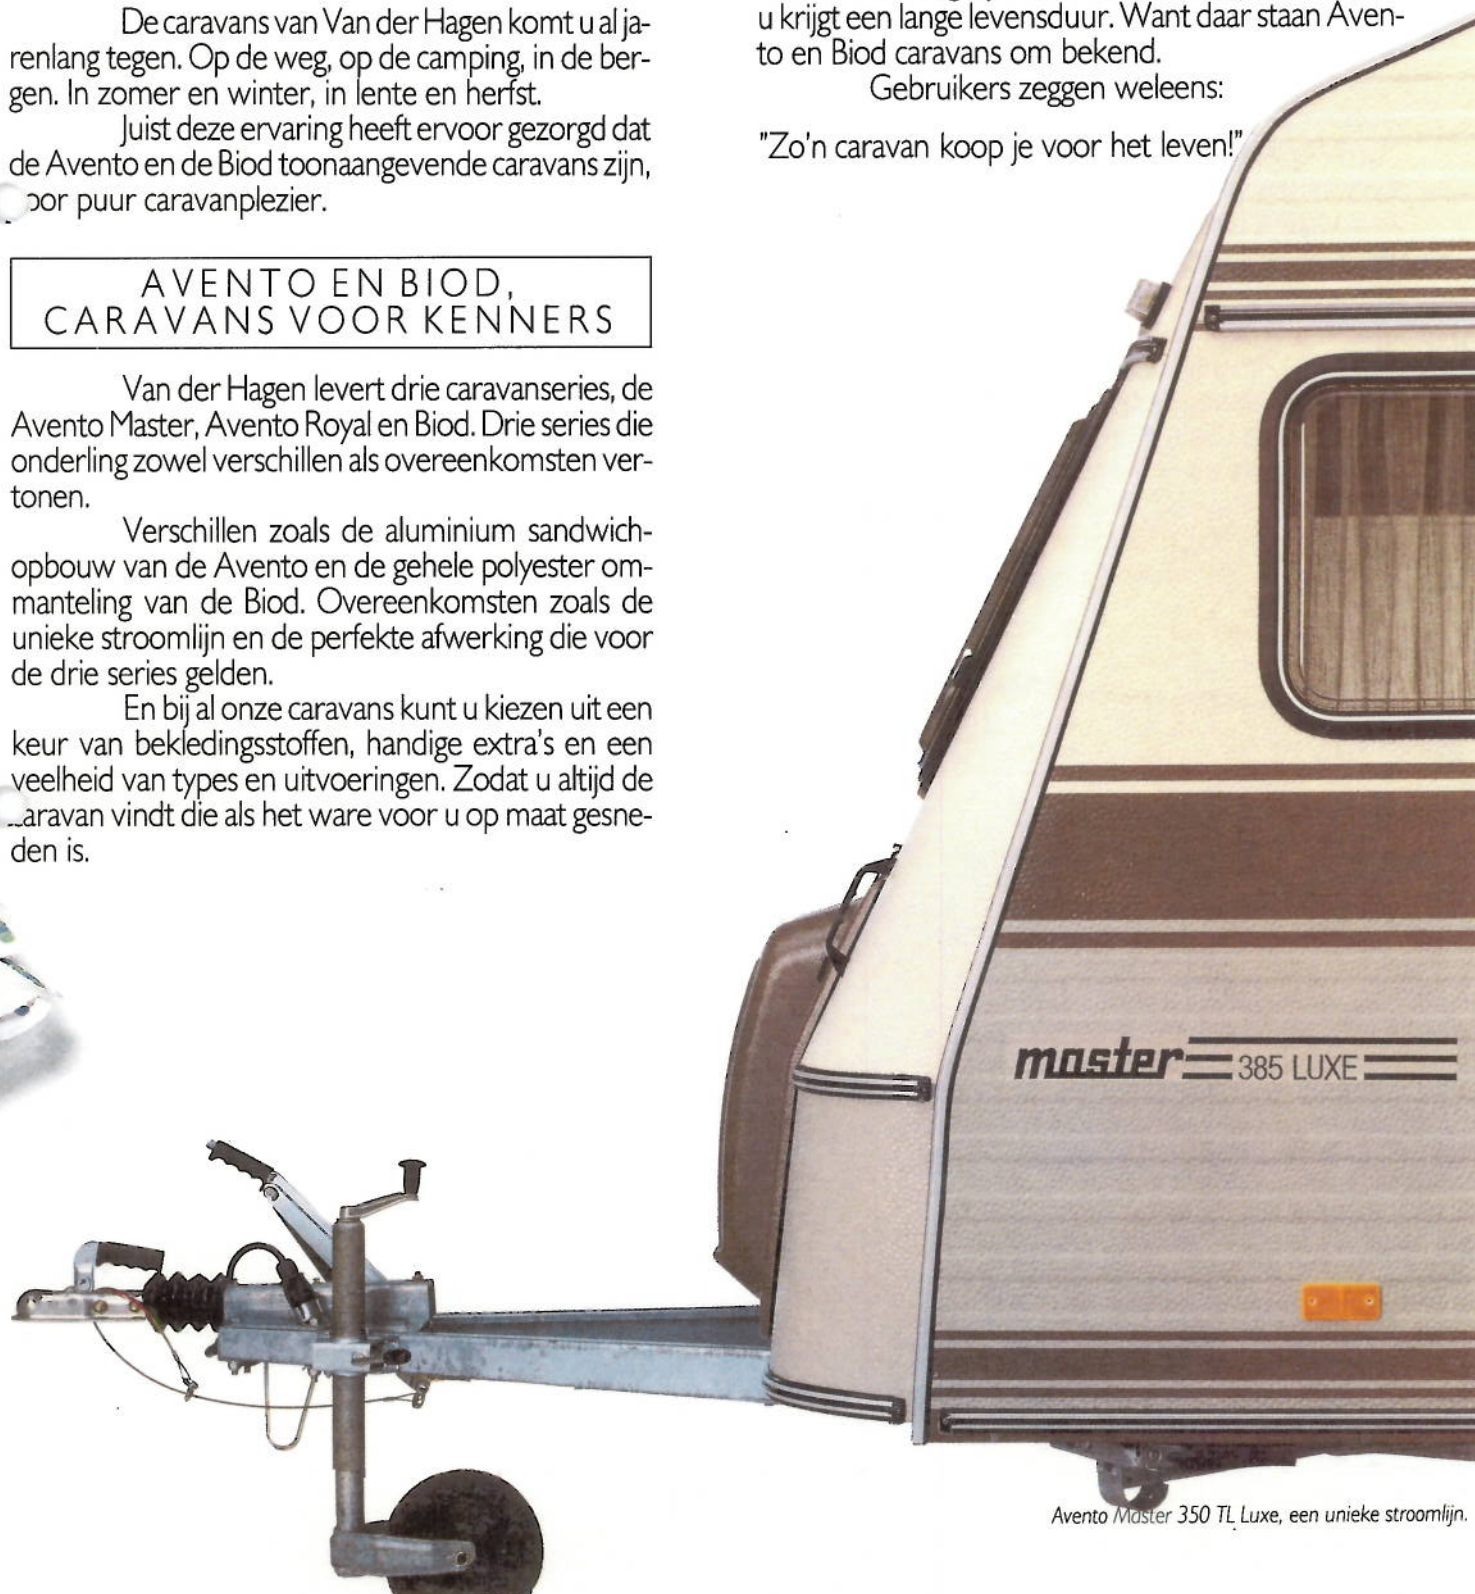 De caravans van Van der Hagen komt u al ja-
renlang tegen. Op de weg, op de camping, in de ber-
gen. In zomer en winter, in lente en herfst.
Juist deze ervaring heeft ervoor gezorgd dat
de Avento en de Biod toonaangevende caravans zijn,
puur caravanplezier.
AVENTO EN BIOD,
CARAVANS VOOR KENNERS
Van der Hagen levert drie caravanseries, de
Avento Master, Avento Royal en Biod. Drie series die
onderling zowel verschillen als overeenkomsten ver-
tonen.
Verschillen zoals de aluminium sandwich-
opbouw van de Avento en de gehele polyester om-
manteling van de Biod. Overeenkomsten zoals de
unieke stroomlijn en de perfekte afwerking die voor
de drie series gelden.
En bij al onze caravans kunt u kiezen uit een
keur van bekledingsstoffen, handige extra's en een
veelheid van types en uitvoeringen. Zodat u altijd de
caravan vindt die als het ware voor u op maat gesne-
den is.
u krijgt een lange levensduur. Want daar staan Aven-
to en Biod caravans om bekend.
Gebruikers zeggen weleens:
"Zo'n caravan koop je voor het leven!"
master 385 LUXE
Avento Master 350 TL Luxe, een unieke stroomlijn.